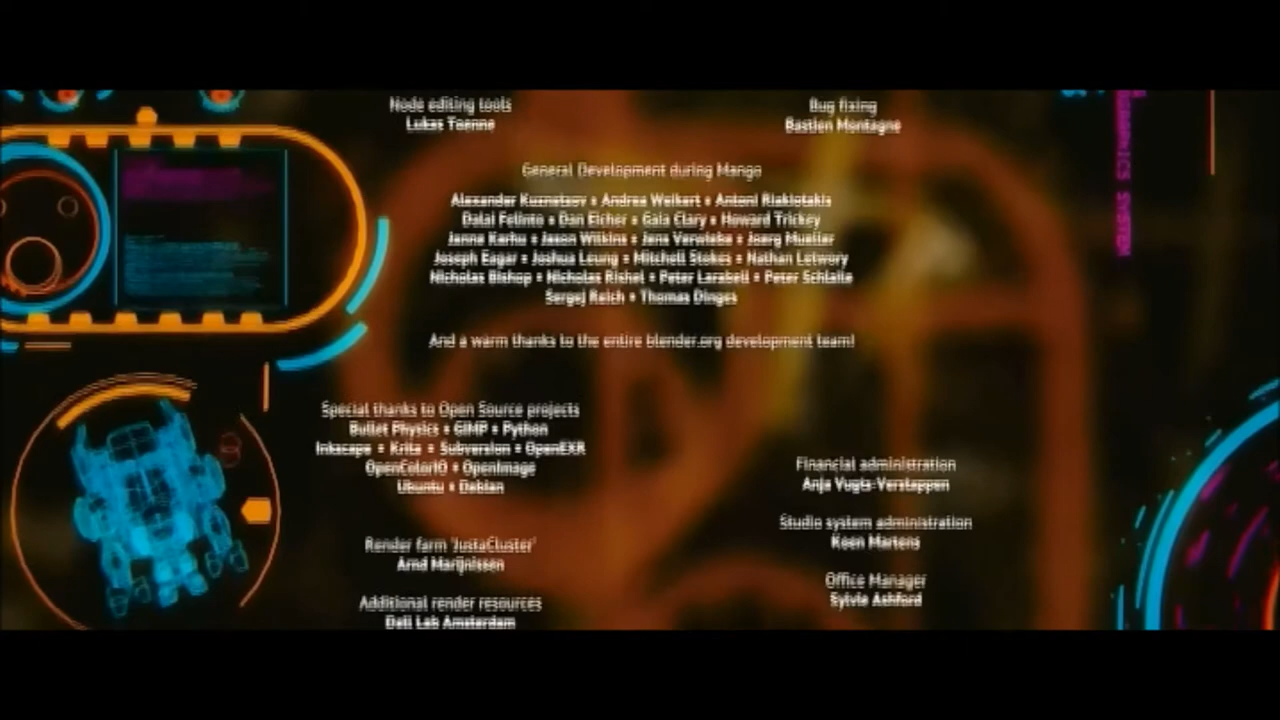 Node editing tools
Lukas Toenne
Bug fixing
Bastien Montagne
General Development during Mango
Alexander Kuznetsov • Andrea Weikert • Antoni Riakiotakis
Dalai Felinto • Dan Eicher • Gaia Clary • Howard Trickey
Janne Karhu • Jason Wilkins • Jens Verwiebe • Joerg Mueller
Joseph Eagar • Joshua Leung • Mitchell Stokes • Nathan Letwory
Nicholas Bishop • Nicholas Rishel • Peter Larabell • Peter Schlaile
Sergej Reich • Thomas Dinges
And a warm thanks to the entire blender.org development team!
Special thanks to Open Source projects
Bullet Physics • GIMP • Python
Inkscape • Krita • Subversion • OpenEXR
OpenColorIO • OpenImage
Ubuntu • Debian
Render farm 'JustaCluster'
Arnd Marijnissen
Additional render resources
Dell Lab Amsterdam
Financial administration
Anja Vugts-Verstappen
Studio system administration
Koen Martens
Office Manager
Sylvie Ashford
SYSTEM